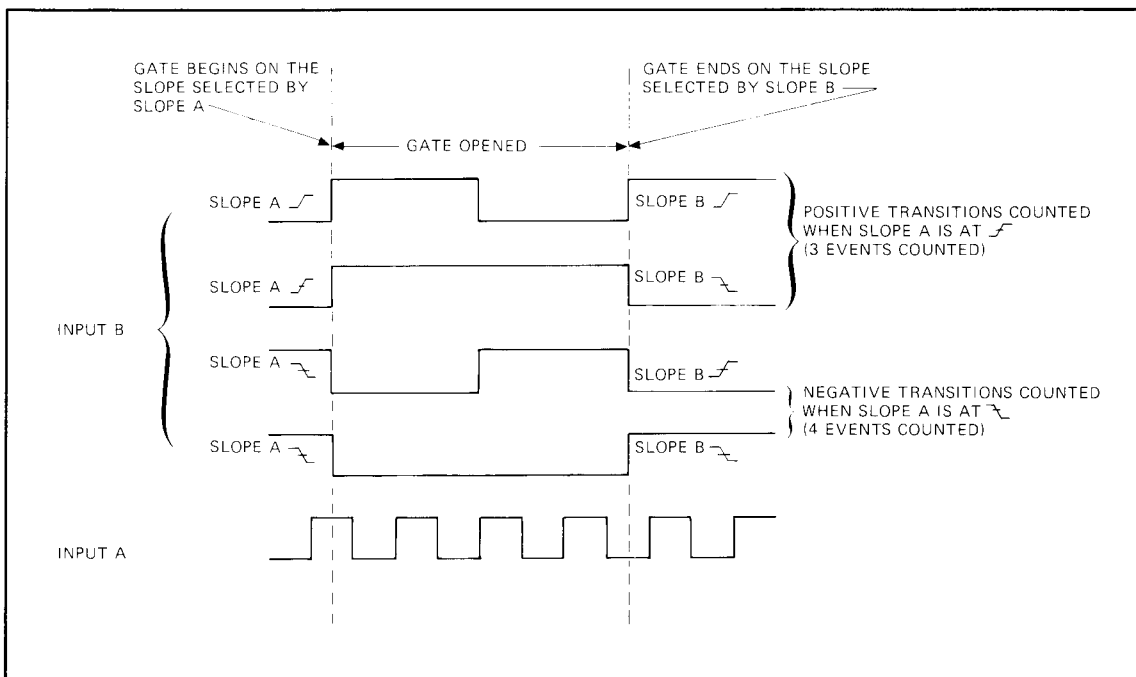 GATE BEGINS ON THE
SLOPE SELECTED BY
SLOPE A
GATE ENDS ON THE SLOPE
SELECTED BY SLOPE B
GATE OPENED
SLOPE A
SLOPE B
POSITIVE TRANSITIONS COUNTED
WHEN SLOPE A IS AT
(3 EVENTS COUNTED)
SLOPE A
SLOPE B
INPUT B
SLOPE A
SLOPE B
NEGATIVE TRANSITIONS COUNTED
WHEN SLOPE A IS AT
(4 EVENTS COUNTED)
SLOPE A
SLOPE B
INPUT A